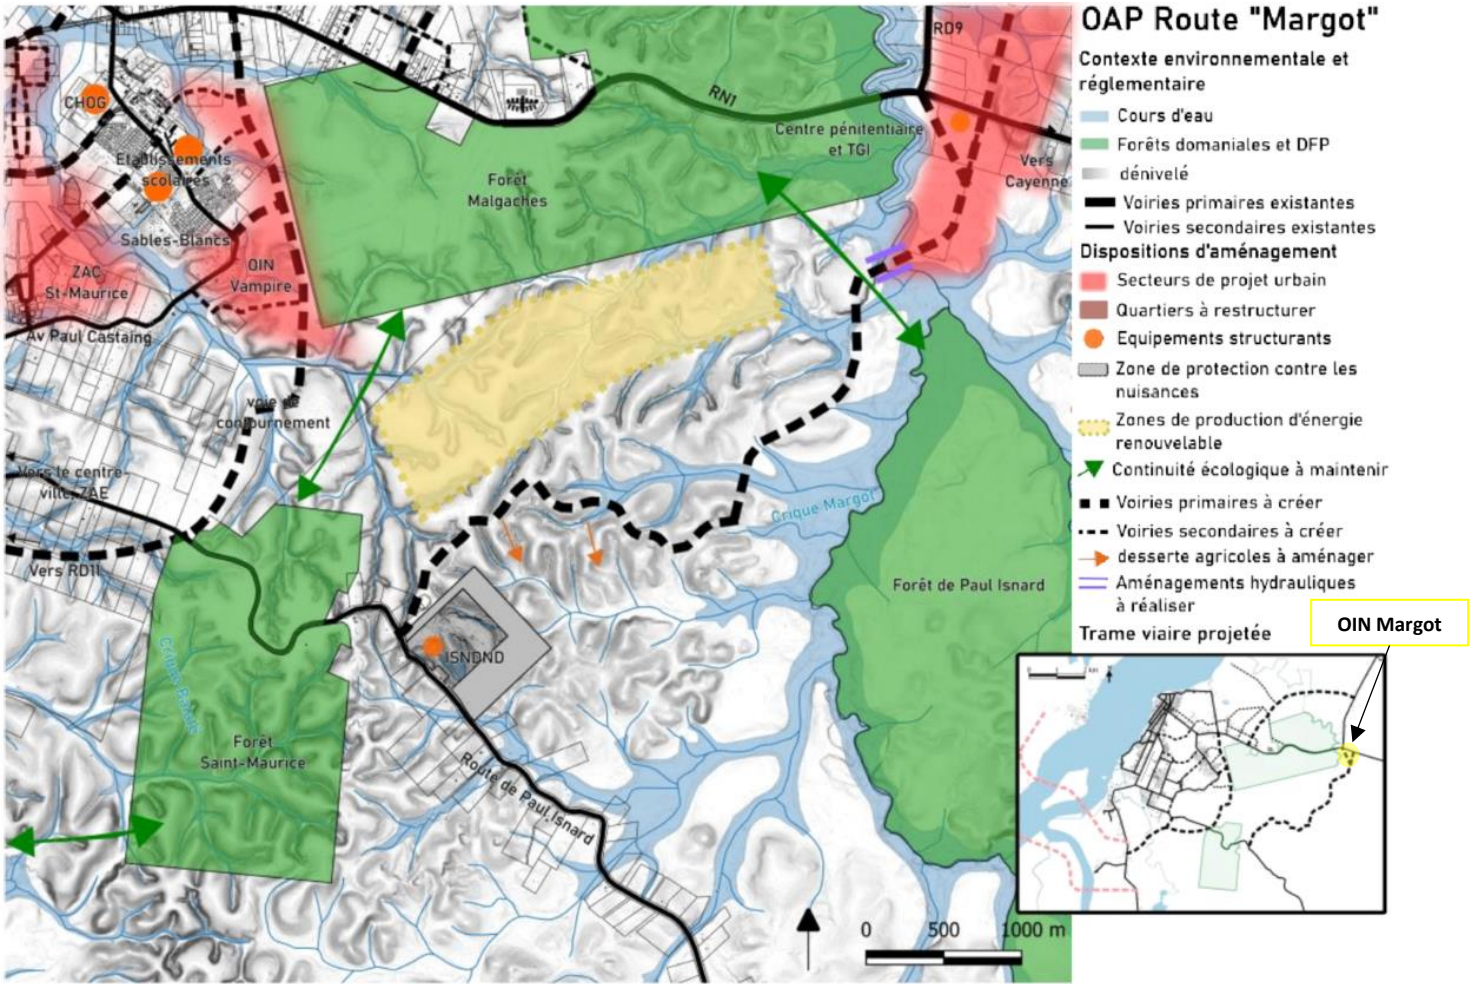 OAP Route "Margot"
Contexte environnementale et
réglementaire
Cours d'eau
Forêts domaniales et DFP
dénivelé
Voiries primaires existantes
Voiries secondaires existantes
Dispositions d'aménagement
Secteurs de projet urbain
Quartiers à restructurer
Equipements structurants
Zone de protection contre les
nuisances
Zones de production d'énergie
renouvelable
Continuité écologique à maintenir
Voiries primaires à créer
Voiries secondaires à créer
desserte agricoles à aménager
Aménagements hydrauliques
à réaliser
Trame viaire projetée
OIN Margot
RD9
RN1
CHOG
Centre pénitentiaire
et TGI
Vers
Cayenne
Etablissements
scolaires
Forêt
Malgaches
Sables-Blancs
ZAC
St-Maurice
OIN
Vampire
Av Paul Castaing
voie de
contournement
Vers le centre-
ville, ZAE
Crique Margot
Vers RD11
Forêt de Paul Isnard
ISNDND
Forêt
Saint-Maurice
Route de Paul Isnard
0 500 1000 m